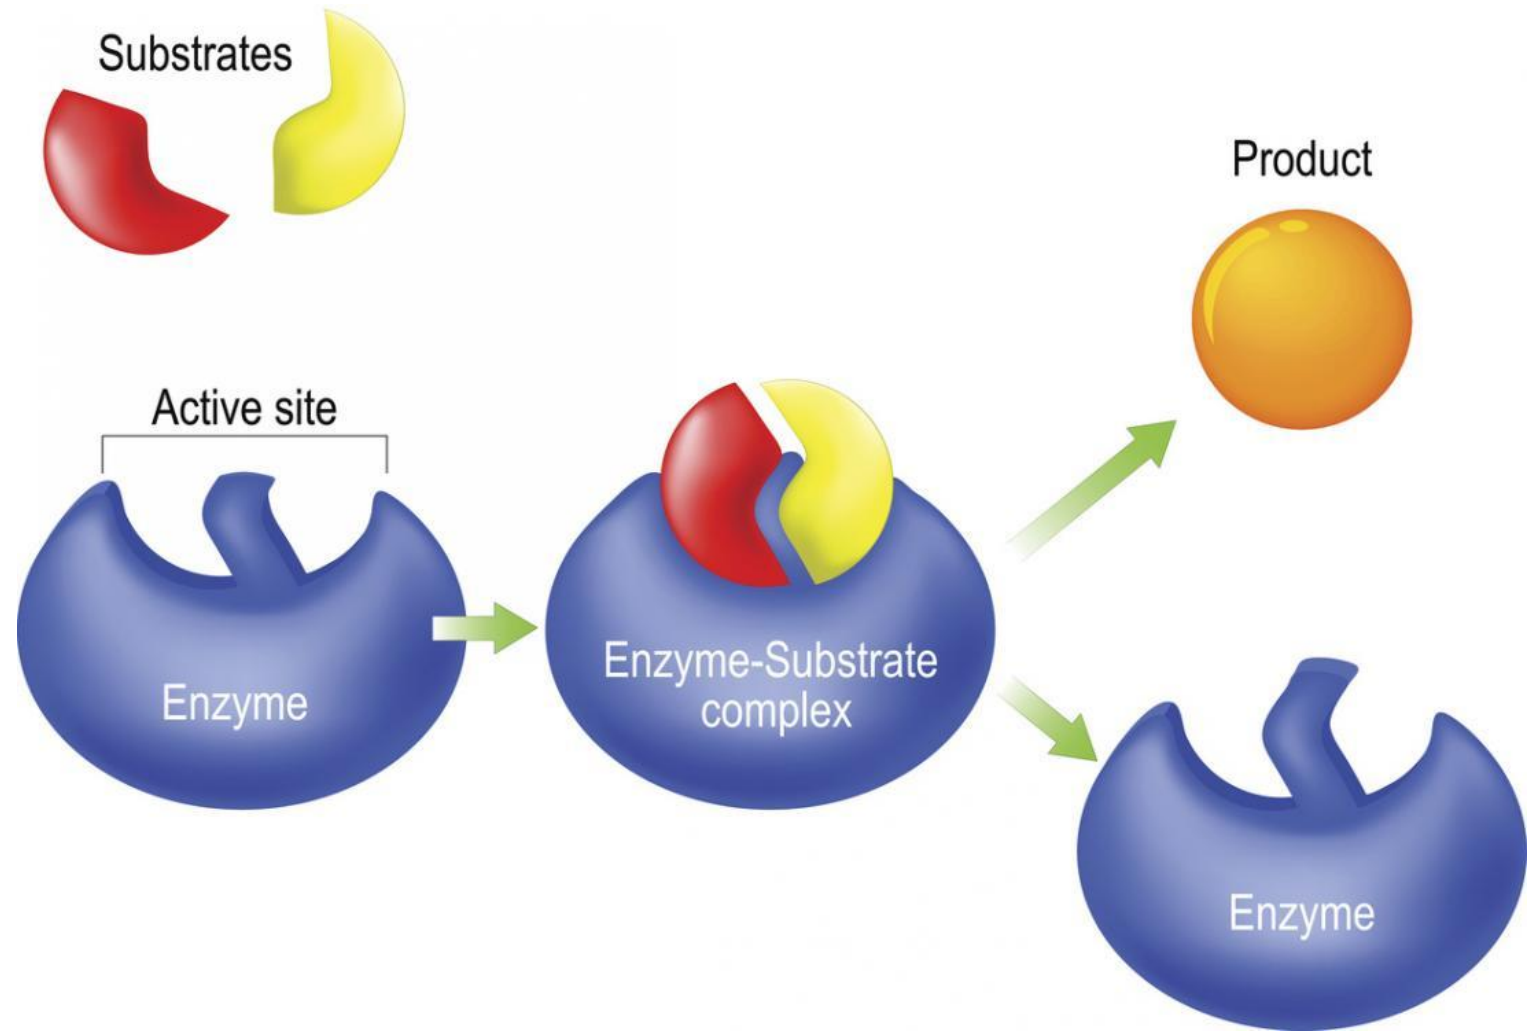 Substrates
Product
Active site
Enzyme
Enzyme-Substrate
complex
Enzyme